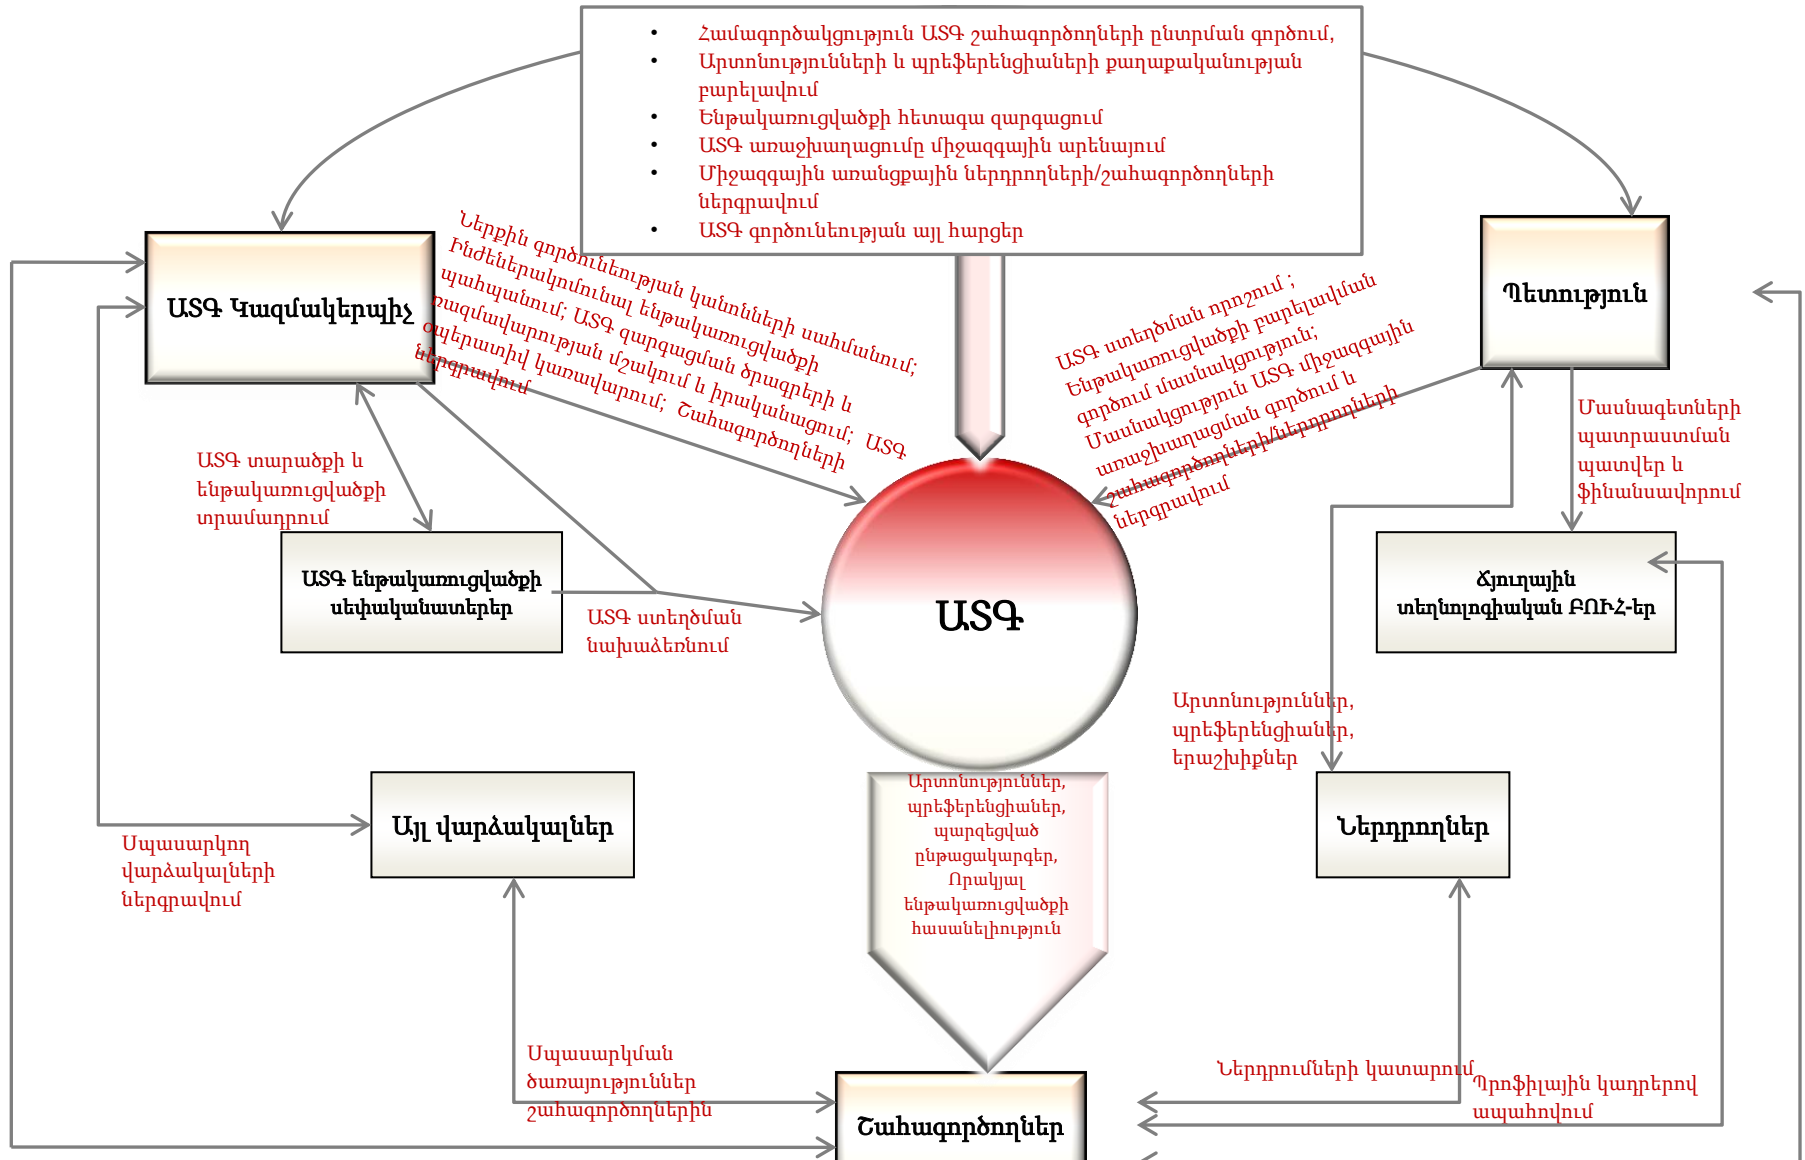 • Համագործակցություն ԱՏԳ շահագործողների ընտրման գործում,
• Արտոնությունների և պրեֆերենցիաների քաղաքականության
բարելավում
• Ենթակառուցվածքի հետագա զարգացում
• ԱՏԳ առաջխաղացումը միջազգային արենայում
• Միջազգային առանցքային ներդրողների/շահագործողների
ներգրավում
• ԱՏԳ գործունեության այլ հարցեր
ԱՏԳ Կազմակերպիչ
Ներքին գործունեության կանոնների սահմանում;
Ինժեներակոմունալ ենթակառուցվածքի
պահպանում; ԱՏԳ զարգացման ծրագրերի և
ռազմավարության մշակում և իրականացում; ԱՏԳ
օպերատիվ կառավարում; Շահագործողների
ներգրավում
ԱՏԳ ստեղծման որոշում ;
Ենթակառուցվածքի բարելավման
գործում մասնակցություն;
Մասնակցություն ԱՏԳ միջազգային
առաջխաղացման գործում և
շահագործողների/ներդրողների
ներգրավում
Պետություն
Մասնագետների
պատրաստման
պատվեր և
ֆինանսավորում
ԱՏԳ տարածքի և
ենթակառուցվածքի
տրամադրում
ԱՏԳ ենթակառուցվածքի
սեփականատերեր
ԱՏԳ ստեղծման
նախաձեռնում
ԱՏԳ
Ճյուղային
տեղնոլոգիական ԲՈՒՀ-եր
Արտոնություններ,
պրեֆերենցիաներ,
երաշխիքներ
Այլ վարձակալներ
Սպասարկող
վարձակալների
ներգրավում
Արտոնություններ,
պրեֆերենցիաներ,
պարզեցված
ընթացակարգեր,
Որակյալ
ենթակառուցվածքի
հասանելիություն
Ներդրողներ
Սպասարկման
ծառայություններ
շահագործողներին
Շահագործողներ
Ներդրումների կատարում
Պրոֆիլային կադրերով
ապահովում